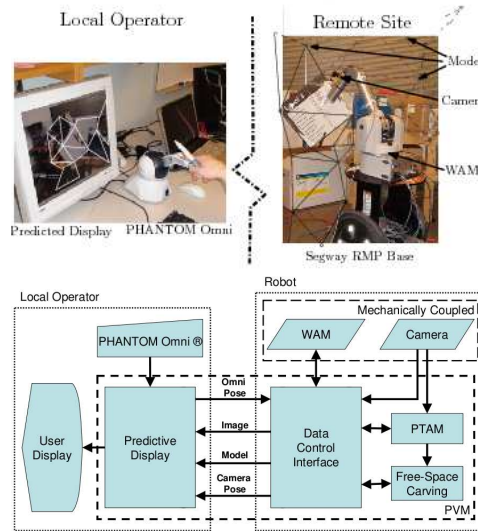 Local Operator
Remote Site
Model
Camera
WAM
Predicted Display
PHANTOM Omni
Segway RMP Base
Local Operator
Robot
Mechanically Coupled
PHANTOM Omni ®
WAM
Camera
Omni
Pose
Image
Model
Camera
Pose
User
Display
Predictive
Display
Data
Control
Interface
PTAM
Free-Space
Carving
PVM